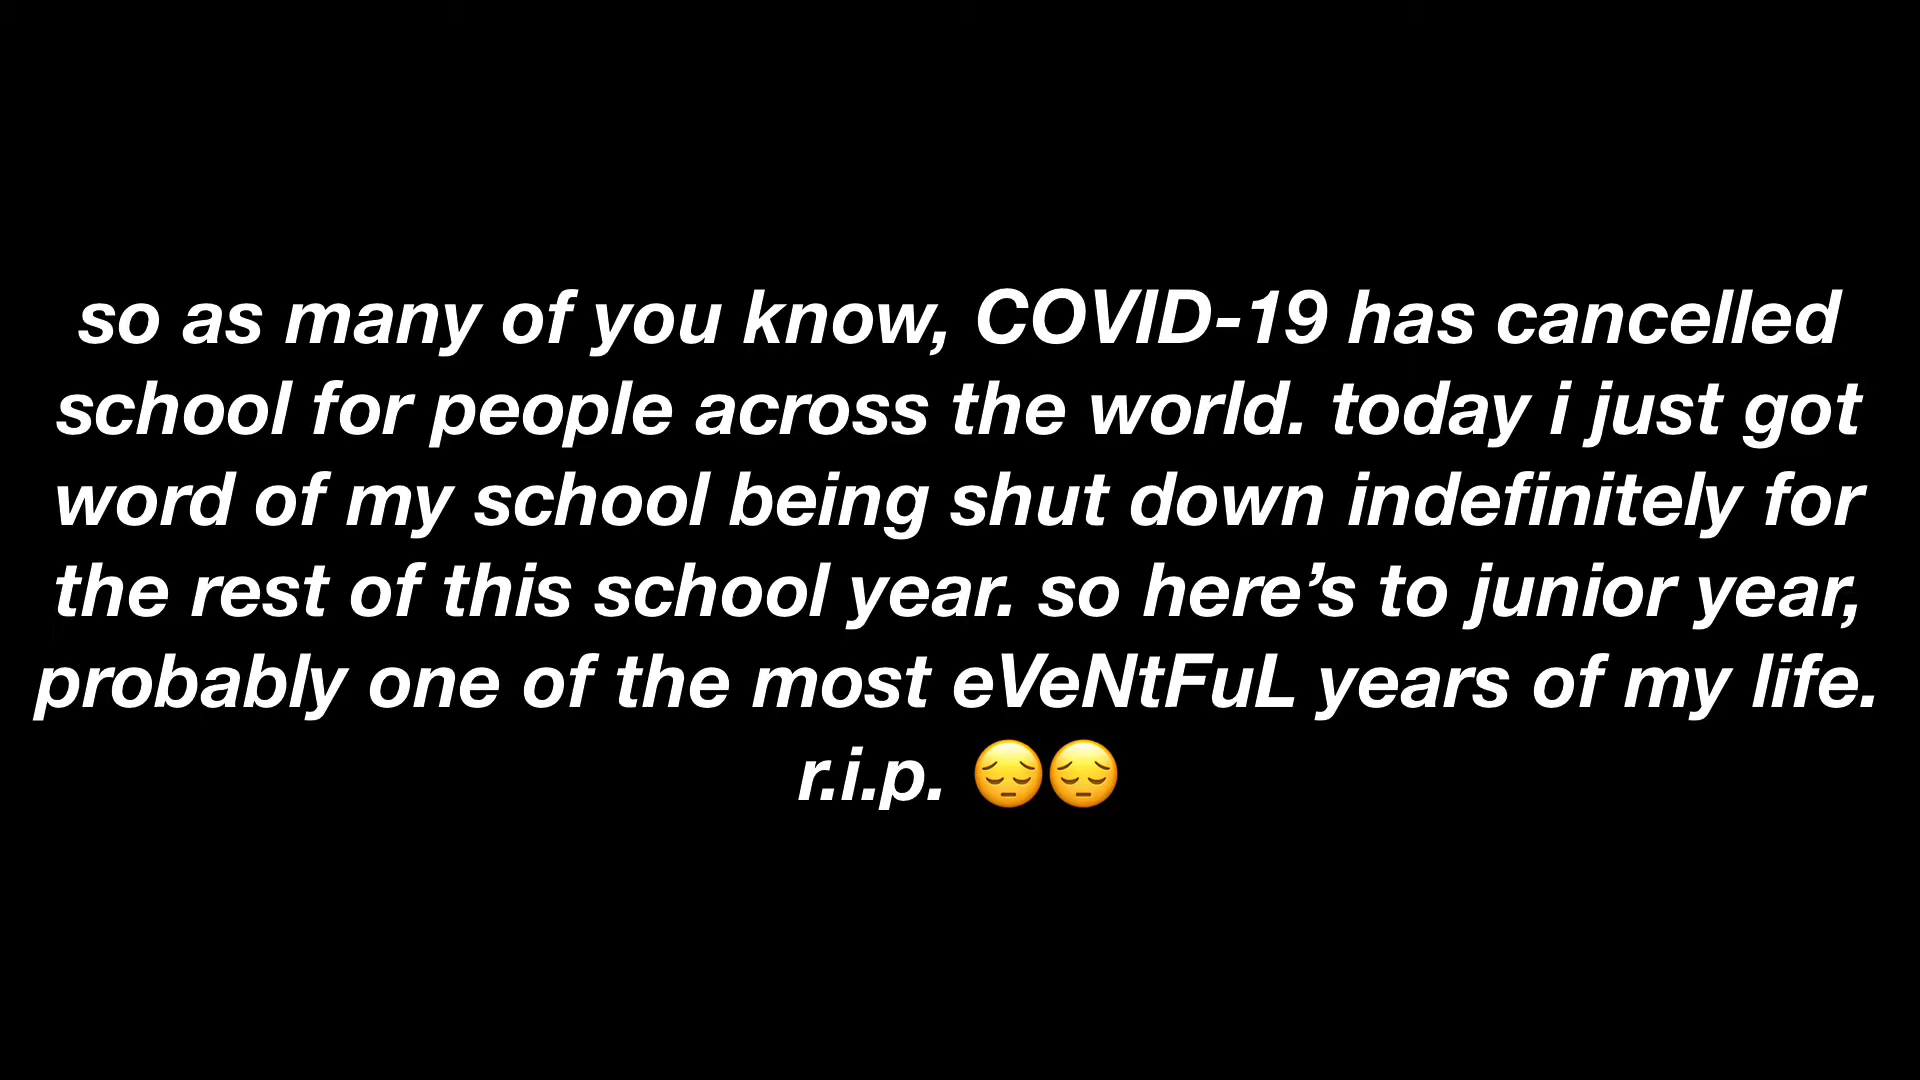 so as many of you know, COVID-19 has cancelled
school for people across the world. today i just got
word of my school being shut down indefinitely for
the rest of this school year. so here’s to junior year,
probably one of the most eVeNtFuL years of my life.
r.i.p. 😔😔